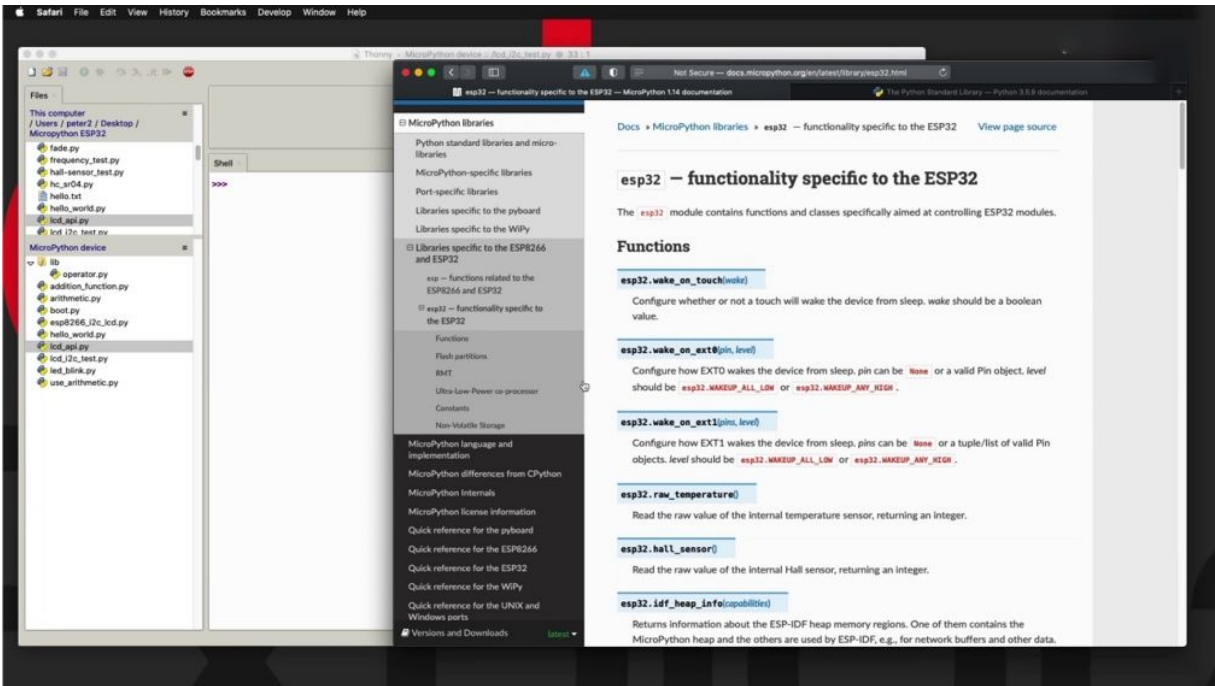 Safari File Edit View History Bookmarks Develop Window Help
Thonny - MicroPython device :: /lcd_i2c_test.py @ 33 : 1
Files
This computer
/ Users / peter2 / Desktop /
Micropython ESP32
fade.py
frequency_test.py
hall-sensor_test.py
hc_sr04.py
hello.txt
hello_world.py
lcd_api.py
lcd_i2c_test.py
MicroPython device
lib
operator.py
addition_function.py
arithmetic.py
boot.py
esp8266_i2c_lcd.py
hello_world.py
lcd_api.py
lcd_i2c_test.py
led_blink.py
use_arithmetic.py
Shell
>>>
Not Secure — docs.micropython.org/en/latest/library/esp32.html
esp32 — functionality specific to the ESP32 — MicroPython 1.14 documentation
The Python Standard Library — Python 3.5.9 documentation
MicroPython libraries
Python standard libraries and micro-
libraries
MicroPython-specific libraries
Port-specific libraries
Libraries specific to the pyboard
Libraries specific to the WiPy
Libraries specific to the ESP8266
and ESP32
esp — functions related to the
ESP8266 and ESP32
esp32 — functionality specific to
the ESP32
Functions
Flash partitions
RMT
Ultra-Low-Power co-processor
Constants
Non-Volatile Storage
MicroPython language and
implementation
MicroPython differences from CPython
MicroPython Internals
MicroPython license information
Quick reference for the pyboard
Quick reference for the ESP8266
Quick reference for the ESP32
Quick reference for the WiPy
Quick reference for the UNIX and
Windows ports
Versions and Downloads latest
Docs » MicroPython libraries » esp32 — functionality specific to the ESP32 View page source
esp32 — functionality specific to the ESP32
The esp32 module contains functions and classes specifically aimed at controlling ESP32 modules.
Functions
esp32.wake_on_touch(wake)
Configure whether or not a touch will wake the device from sleep. wake should be a boolean
value.
esp32.wake_on_ext0(pin, level)
Configure how EXT0 wakes the device from sleep. pin can be None or a valid Pin object. level
should be esp32.WAKEUP_ALL_LOW or esp32.WAKEUP_ANY_HIGH .
esp32.wake_on_ext1(pins, level)
Configure how EXT1 wakes the device from sleep. pins can be None or a tuple/list of valid Pin
objects. level should be esp32.WAKEUP_ALL_LOW or esp32.WAKEUP_ANY_HIGH .
esp32.raw_temperature()
Read the raw value of the internal temperature sensor, returning an integer.
esp32.hall_sensor()
Read the raw value of the internal Hall sensor, returning an integer.
esp32.idf_heap_info(capabilities)
Returns information about the ESP-IDF heap memory regions. One of them contains the
MicroPython heap and the others are used by ESP-IDF, e.g., for network buffers and other data.